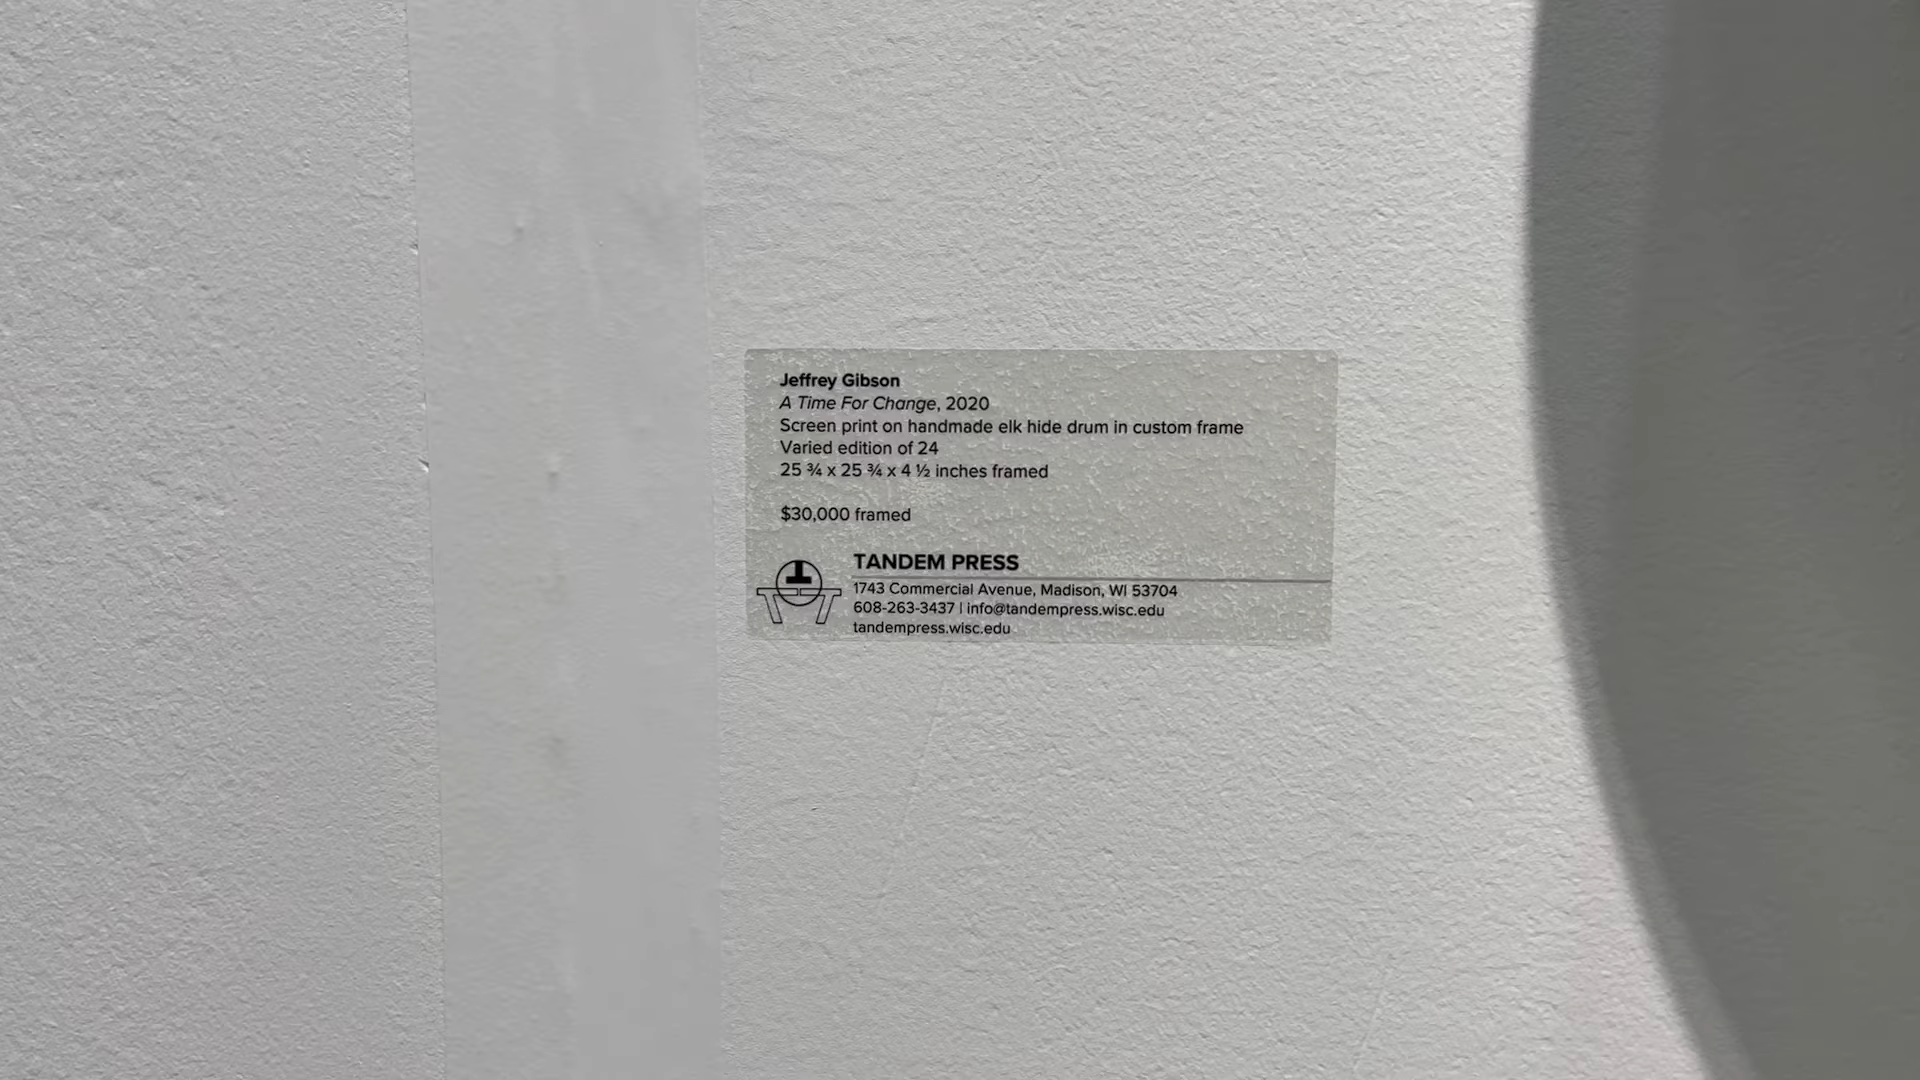 Jeffrey Gibson
A Time For Change, 2020
Screen print on handmade elk hide drum in custom frame
Varied edition of 24
25 ¾ x 25 ¾ x 4 ½ inches framed
$30,000 framed
TANDEM PRESS
1743 Commercial Avenue, Madison, WI 53704
608-263-3437 | info@tandempress.wisc.edu
tandempress.wisc.edu